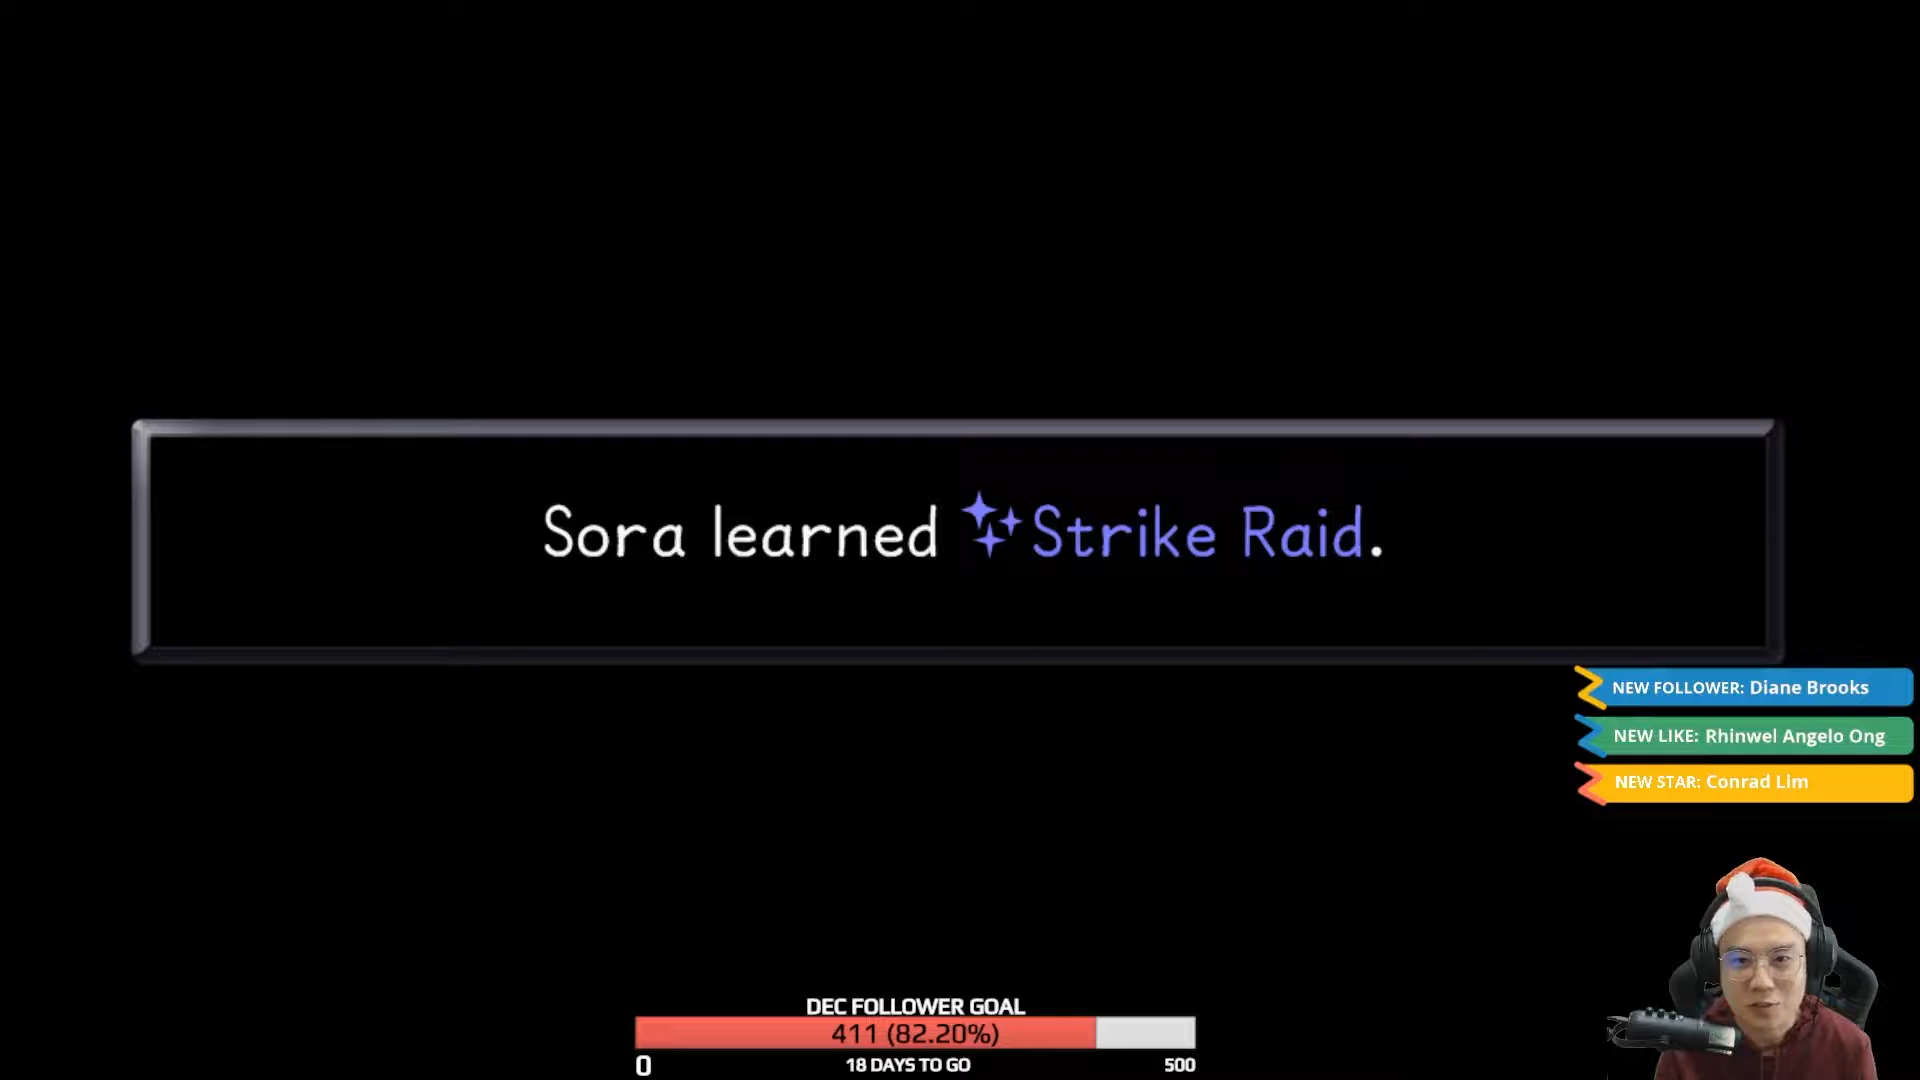 Sora learned Strike Raid.
NEW FOLLOWER: Diane Brooks
NEW LIKE: Rhinwel Angelo Ong
NEW STAR: Conrad Lim
DEC FOLLOWER GOAL
411 (82.20%)
0 18 DAYS TO GO 500